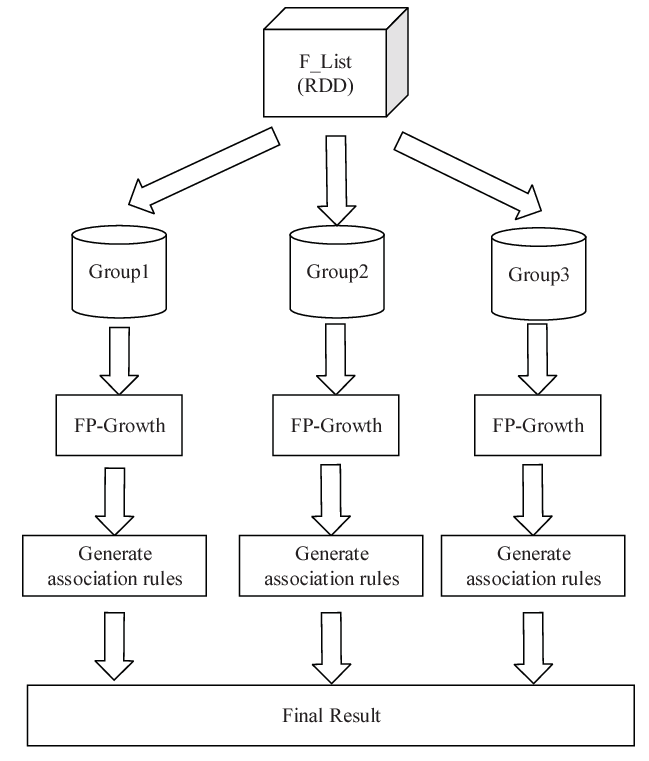 F_List
(RDD)
Group1
Group2
Group3
FP-Growth
FP-Growth
FP-Growth
Generate
association rules
Generate
association rules
Generate
association rules
Final Result